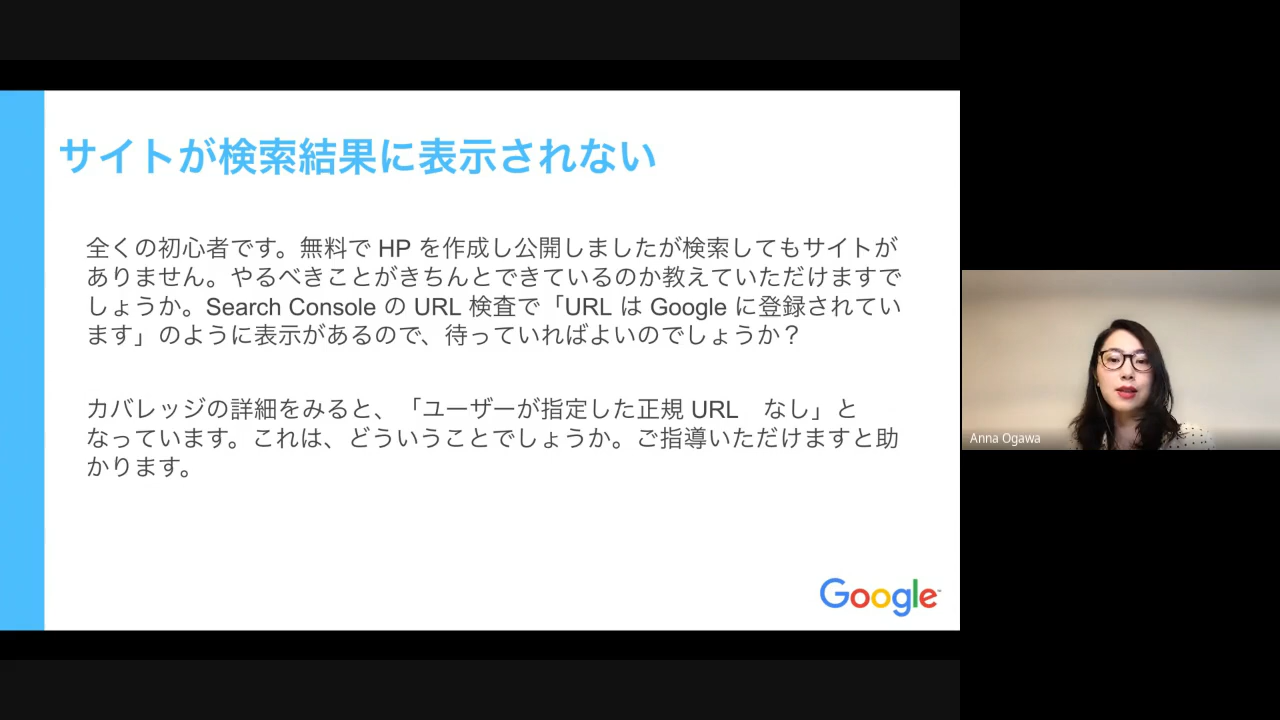 サイトが検索結果に表示されない
全くの初心者です。無料で HP を作成し公開しましたが検索してもサイトが
ありません。やるべきことがきちんとできているのか教えていただけますで
しょうか。Search Console の URL 検査で「URL は Google に登録されてい
ます」のように表示があるので、待っていればよいのでしょうか？
カバレッジの詳細をみると、「ユーザーが指定した正規 URL　なし」と
なっています。これは、どういうことでしょうか。ご指導いただけますと助
かります。
Google
Anna Ogawa